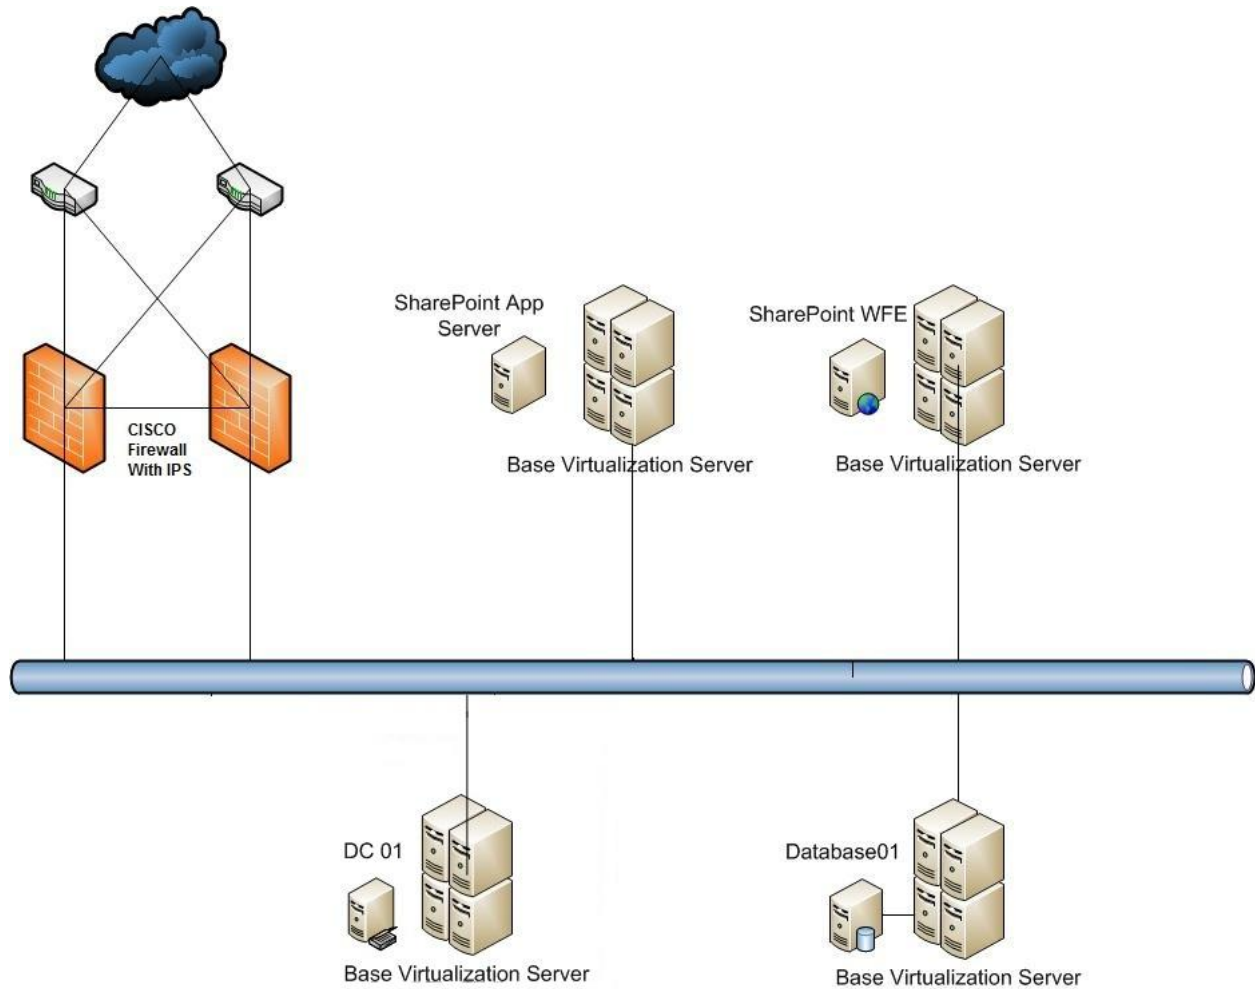 SharePoint App
Server
SharePoint WFE
CISCO
Firewall
With IPS
Base Virtualization Server
Base Virtualization Server
DC 01
Database01
Base Virtualization Server
Base Virtualization Server